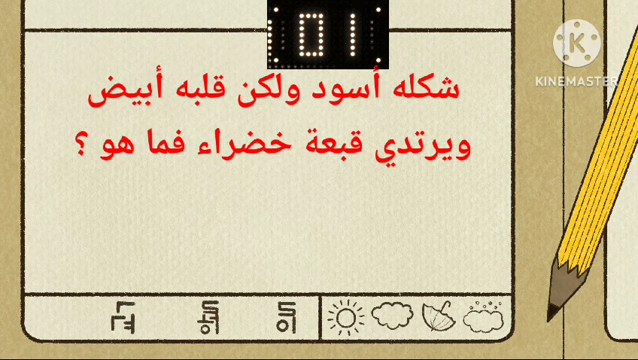 01
KINEMASTER
شكله أسود ولكن قلبه أبيض
ويرتدي قبعة خضراء فما هو ؟